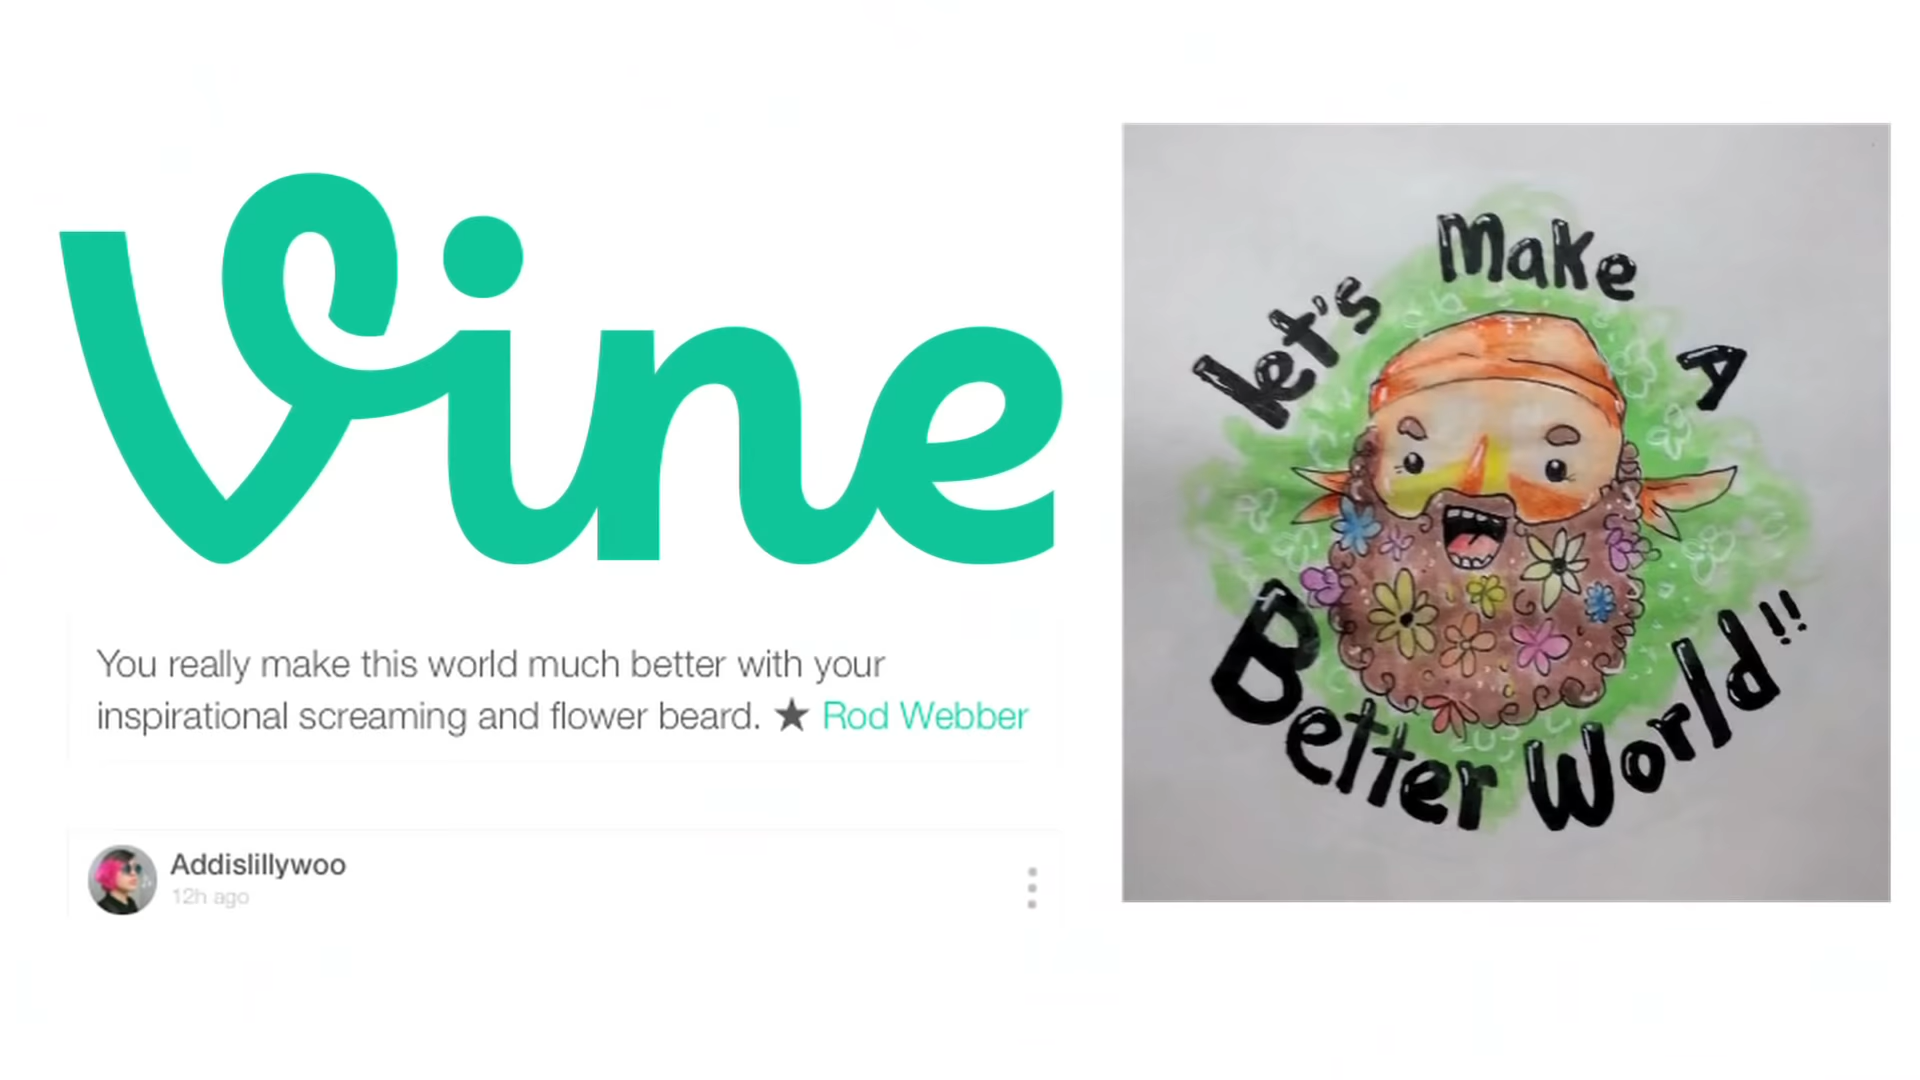 Vine
You really make this world much better with your
inspirational screaming and flower beard. ★ Rod Webber
Addislillywoo
12h ago
let's Make A
Better World!!